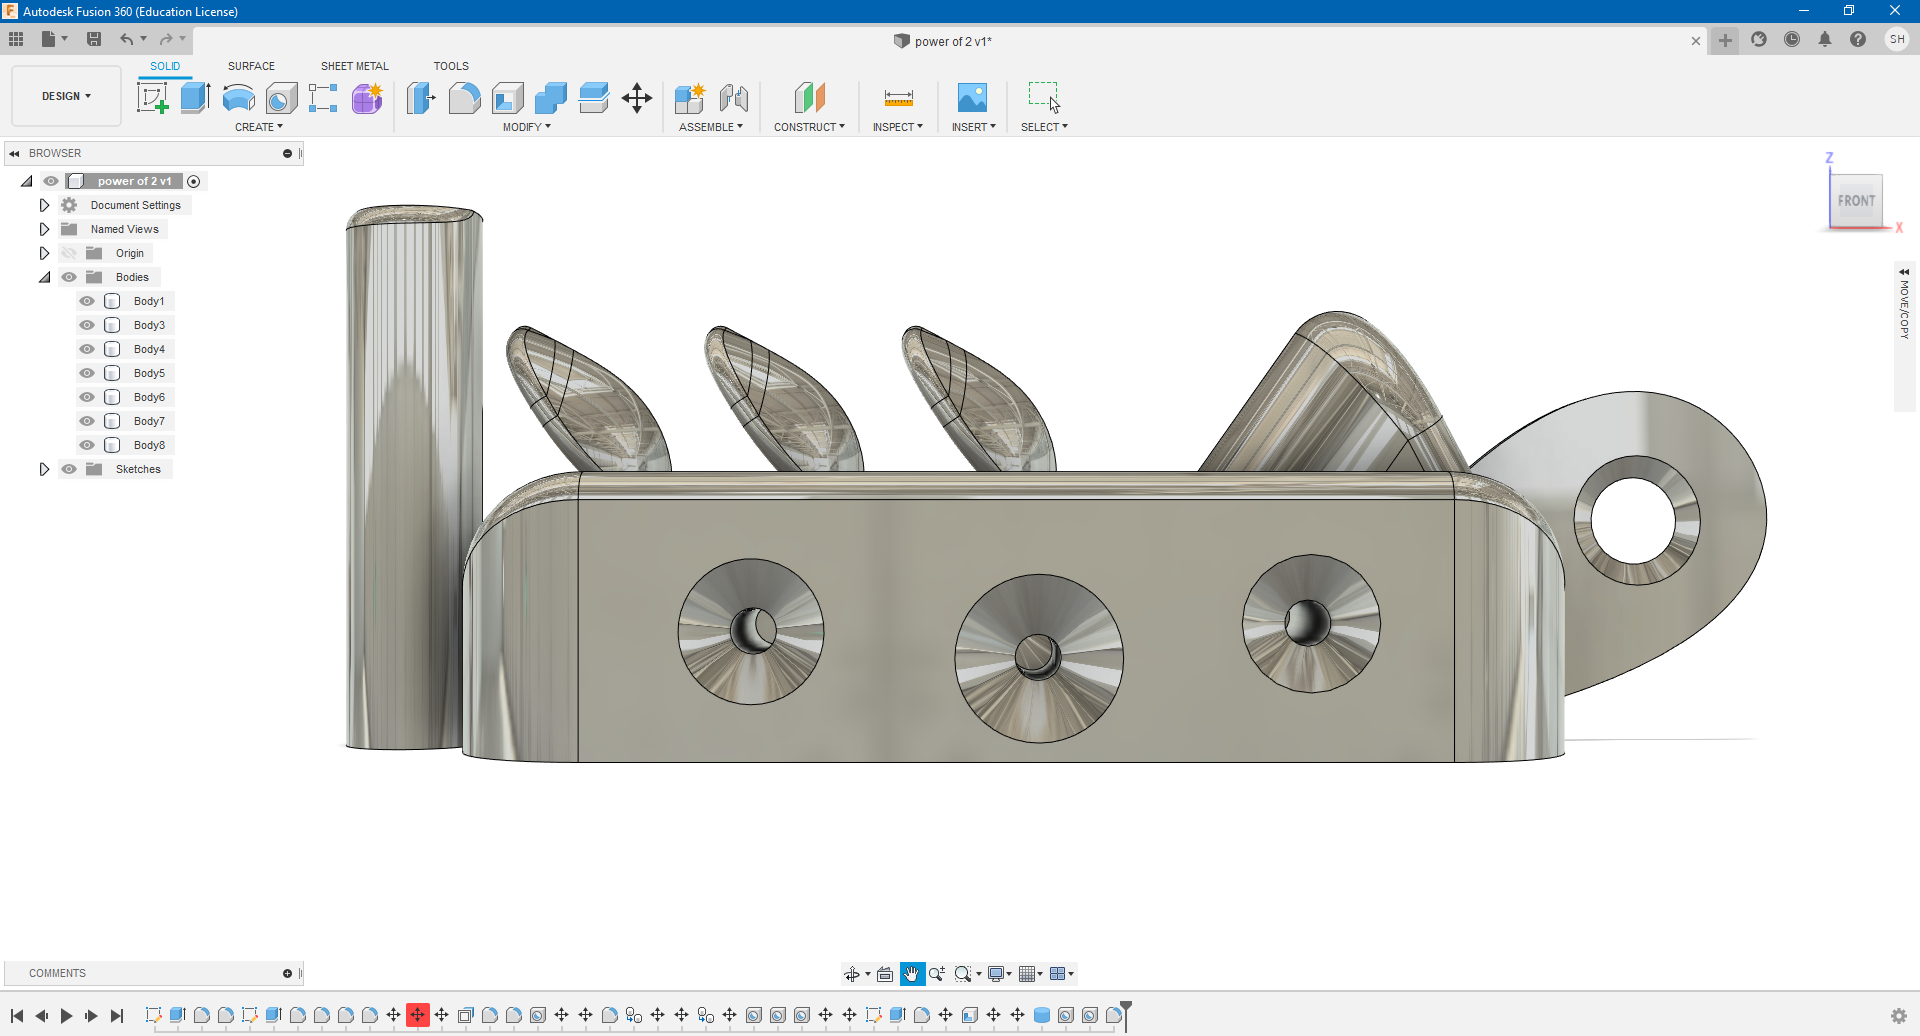 Autodesk Fusion 360 (Education License)
power of 2 v1*
SH
SOLID SURFACE SHEET METAL TOOLS
DESIGN
CREATE MODIFY ASSEMBLE CONSTRUCT INSPECT INSERT SELECT
BROWSER
power of 2 v1
Document Settings
Named Views
Origin
Bodies
Body1
Body3
Body4
Body5
Body6
Body7
Body8
Sketches
Z
FRONT
X
MOVE/COPY
COMMENTS